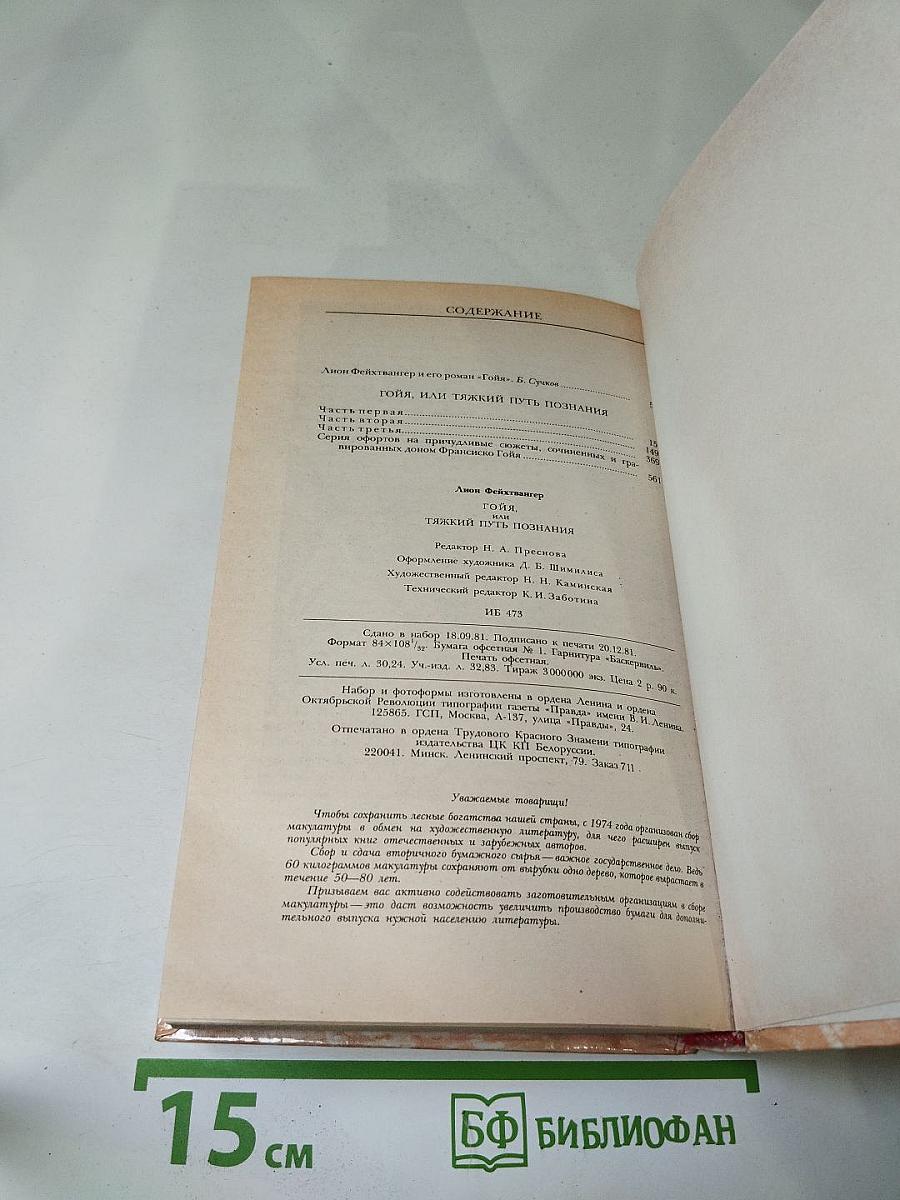 СОДЕРЖАНИЕ
Лион Фейхтвангер и его роман «Гойя». Б. Сучков ........ 5
ГОЙЯ, ИЛИ ТЯЖКИЙ ПУТЬ ПОЗНАНИЯ
Часть первая ........ 15
Часть вторая ........ 149
Часть третья ........ 369
Серия офортов на причудливые сюжеты, сочиненных и гра-
вированных доном Франсиско Гойя ........ 561
Лион Фейхтвангер
ГОЙЯ,
или
ТЯЖКИЙ ПУТЬ ПОЗНАНИЯ
Редактор Н. А. Преснова
Оформление художника Д. Б. Шимилиса
Художественный редактор Н. Н. Каминская
Технический редактор К. И. Заботина
ИБ 473
Сдано в набор 18.09.81. Подписано к печати 20.12.81.
Формат 84×108 1/32. Бумага офсетная № 1. Гарнитура «Баскервиль».
Печать офсетная.
Усл. печ. л. 30,24. Уч.-изд. л. 32,83. Тираж 3 000 000 экз. Цена 2 р. 90 к.
Набор и фотоформы изготовлены в ордена Ленина и ордена
Октябрьской Революции типографии газеты «Правда» имени В. И. Ленина.
125865. ГСП, Москва, А-137, улица «Правды», 24.
Отпечатано в ордена Трудового Красного Знамени типографии
издательства ЦК КП Белоруссии.
220041. Минск. Ленинский проспект, 79. Заказ 711.
Уважаемые товарищи!
Чтобы сохранить лесные богатства нашей страны, с 1974 года организован сбор
макулатуры в обмен на художественную литературу, для чего расширен выпуск
популярных книг отечественных и зарубежных авторов.
Сбор и сдача вторичного бумажного сырья — важное государственное дело. Ведь
60 килограммов макулатуры сохраняют от вырубки одно дерево, которое вырастает в
течение 50—80 лет.
Призываем вас активно содействовать заготовительным организациям в сборе
макулатуры — это даст возможность увеличить производство бумаги для дополни-
тельного выпуска нужной населению литературы.
15 см
БФ БИБЛИОФАН